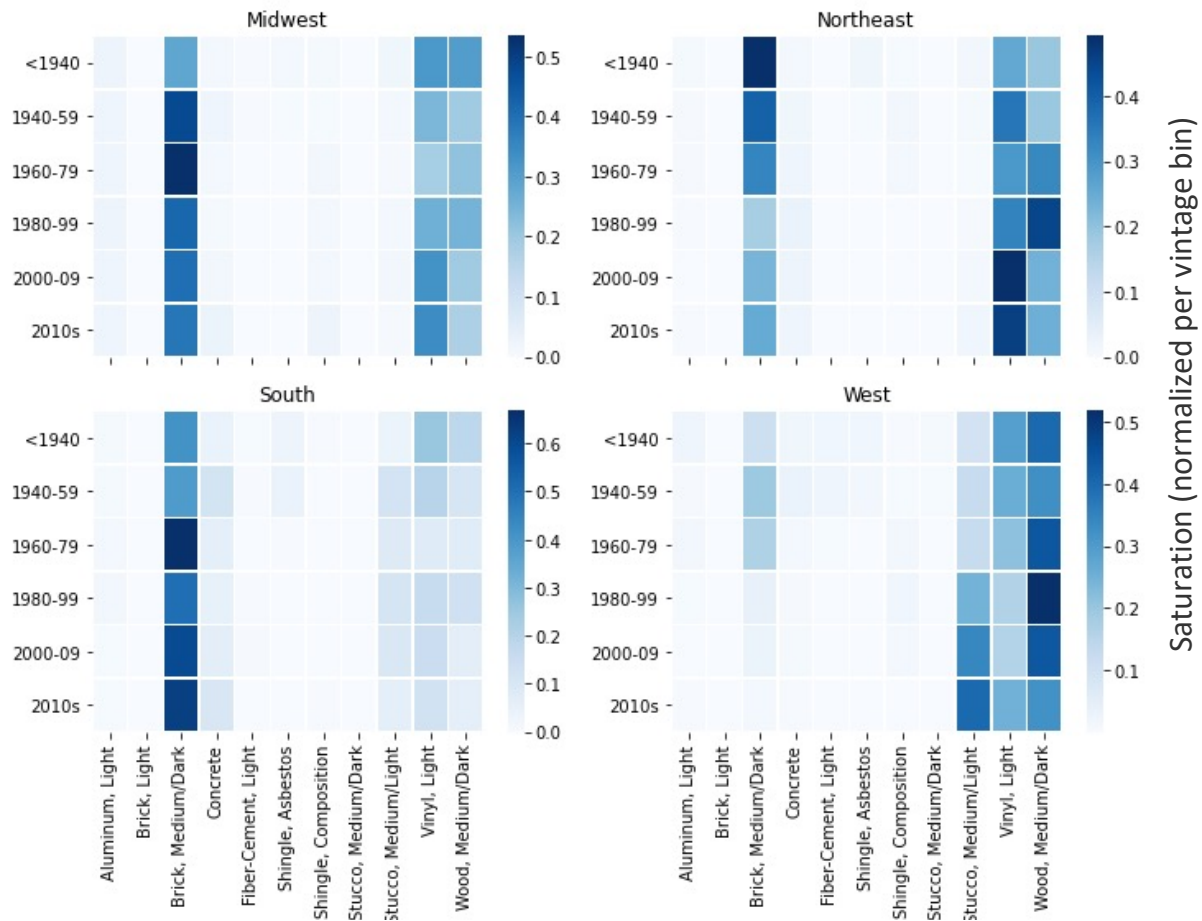 Midwest
<1940
1940-59
1960-79
1980-99
2000-09
2010s
0.5
0.4
0.3
0.2
0.1
0.0
Northeast
<1940
1940-59
1960-79
1980-99
2000-09
2010s
0.4
0.3
0.2
0.1
0.0
South
<1940
1940-59
1960-79
1980-99
2000-09
2010s
0.6
0.5
0.4
0.3
0.2
0.1
0.0
Aluminum, Light
Brick, Light
Brick, Medium/Dark
Concrete
Fiber-Cement, Light
Shingle, Asbestos
Shingle, Composition
Stucco, Medium/Dark
Stucco, Medium/Light
Vinyl, Light
Wood, Medium/Dark
West
<1940
1940-59
1960-79
1980-99
2000-09
2010s
0.5
0.4
0.3
0.2
0.1
Aluminum, Light
Brick, Light
Brick, Medium/Dark
Concrete
Fiber-Cement, Light
Shingle, Asbestos
Shingle, Composition
Stucco, Medium/Dark
Stucco, Medium/Light
Vinyl, Light
Wood, Medium/Dark
Saturation (normalized per vintage bin)